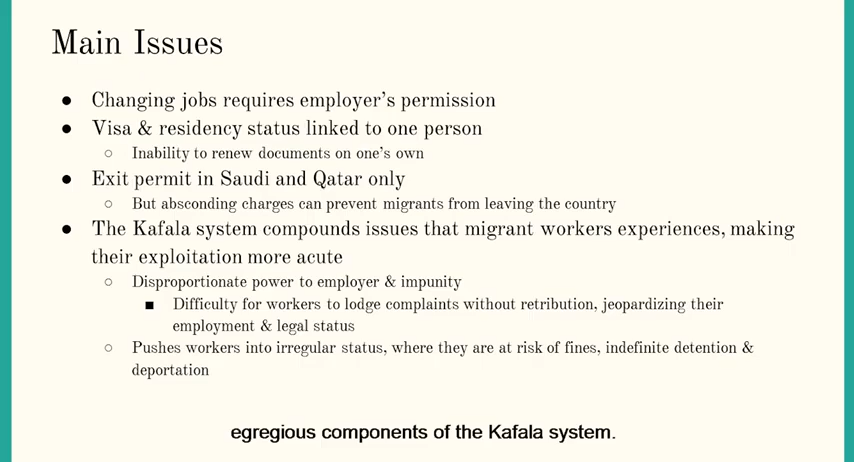 Main Issues
● Changing jobs requires employer's permission
● Visa & residency status linked to one person
○ Inability to renew documents on one's own
● Exit permit in Saudi and Qatar only
○ But absconding charges can prevent migrants from leaving the country
● The Kafala system compounds issues that migrant workers experiences, making
their exploitation more acute
○ Disproportionate power to employer & impunity
■ Difficulty for workers to lodge complaints without retribution, jeopardizing their
employment & legal status
○ Pushes workers into irregular status, where they are at risk of fines, indefinite detention &
deportation
egregious components of the Kafala system.